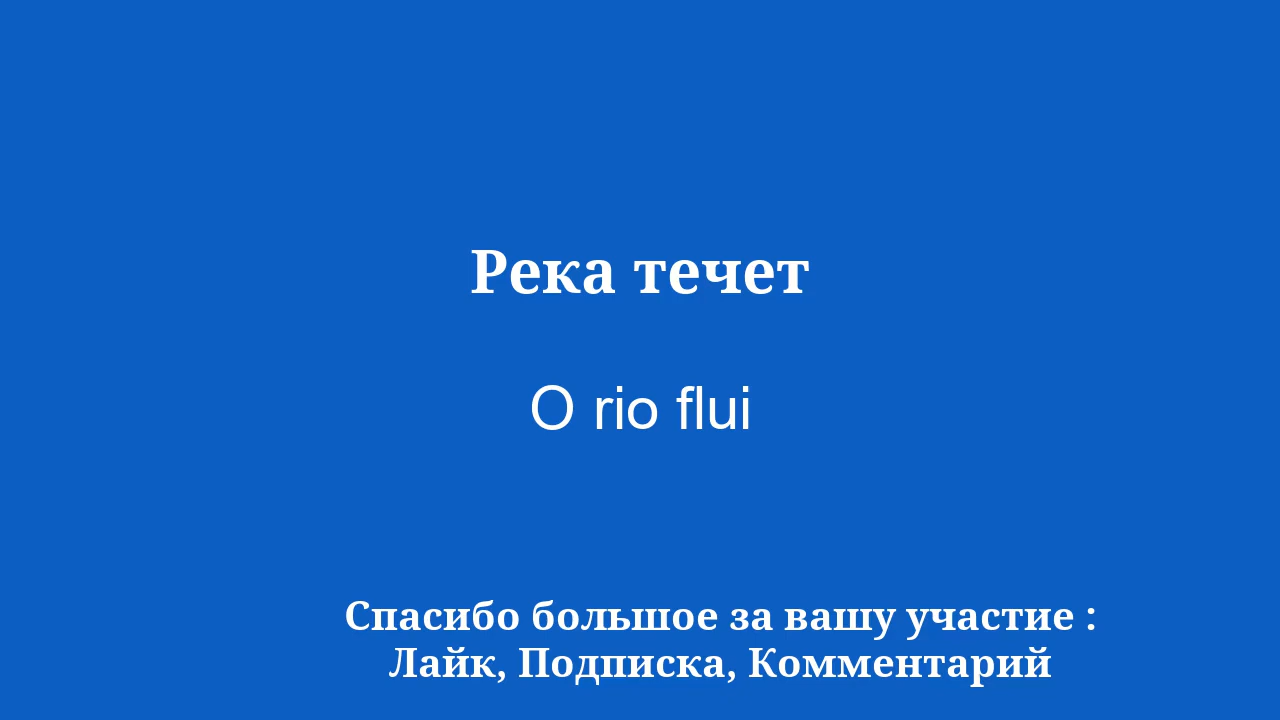 Река течет
O rio flui
Спасибо большое за вашу участие :
Лайк, Подписка, Комментарий